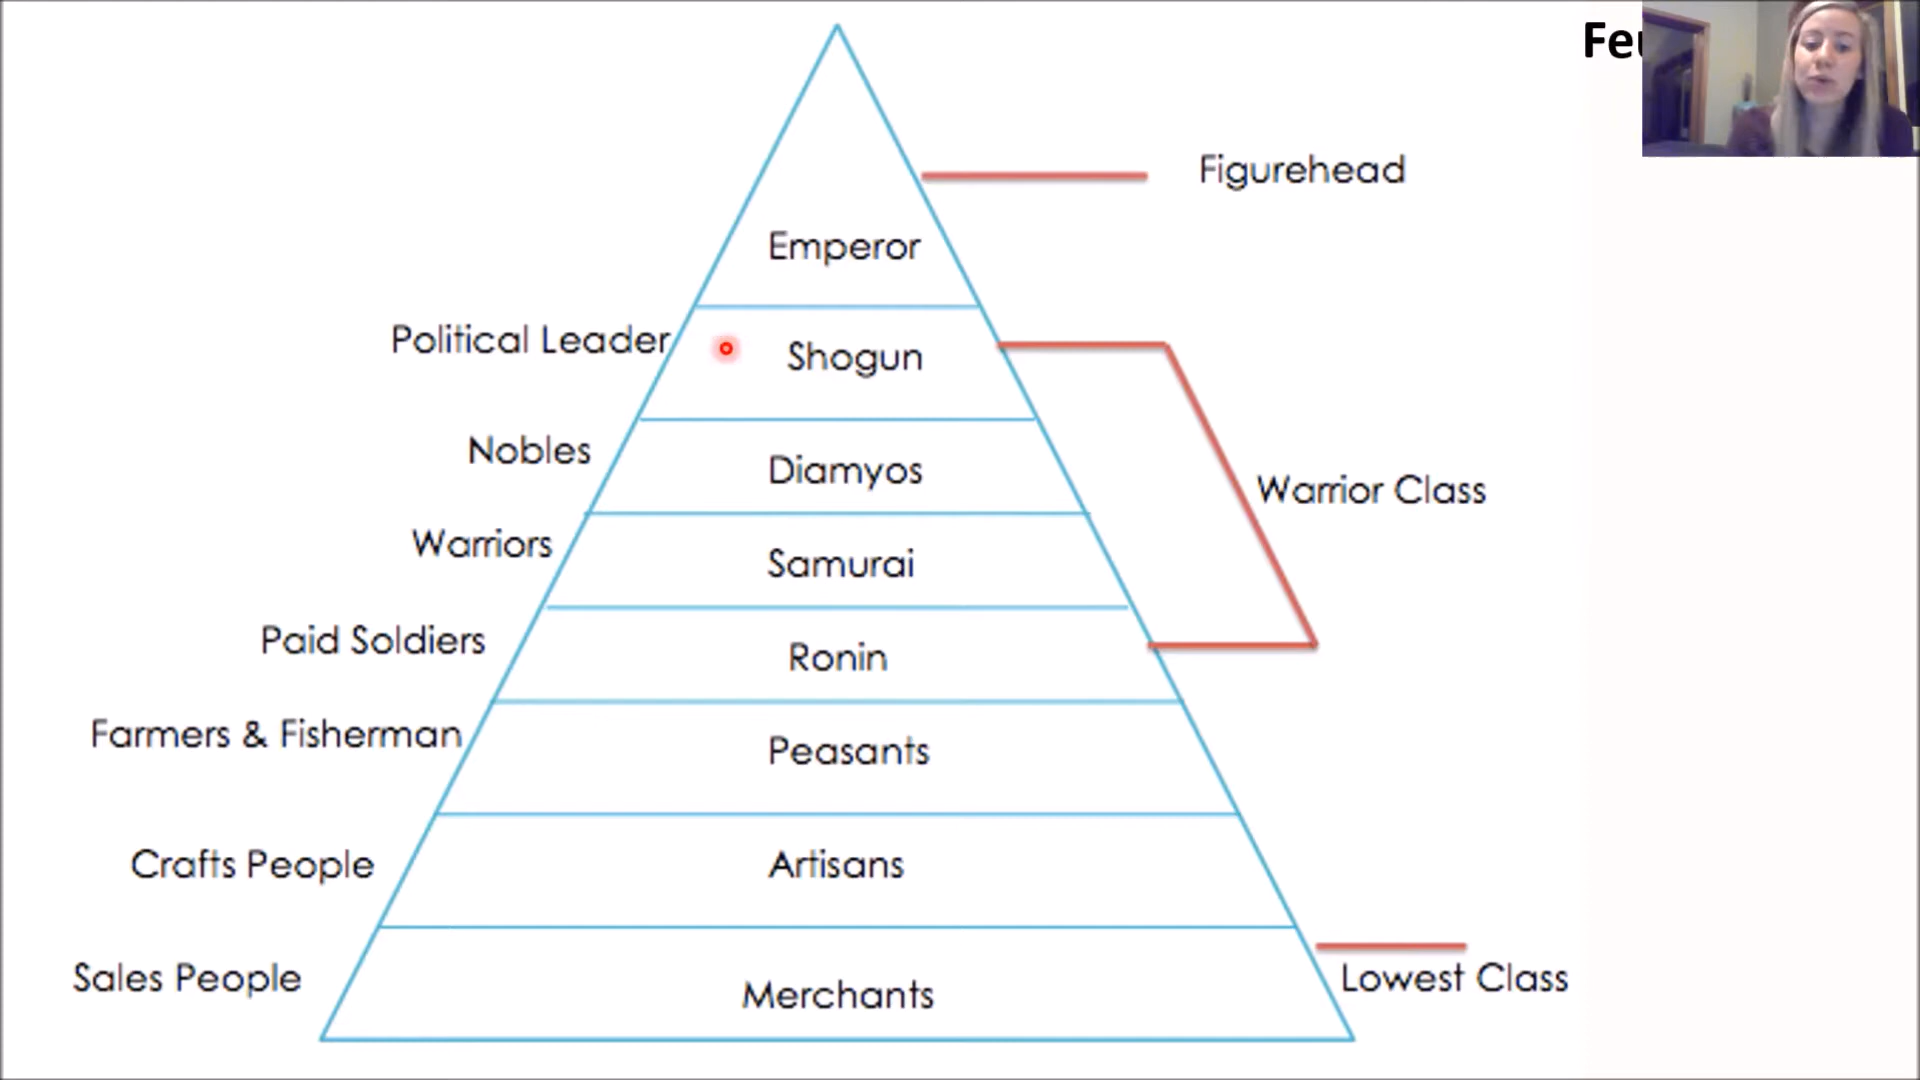 Figurehead
Emperor
Political Leader
Shogun
Nobles
Diamyos
Warrior Class
Warriors
Samurai
Paid Soldiers
Ronin
Farmers & Fisherman
Peasants
Crafts People
Artisans
Sales People
Merchants
Lowest Class